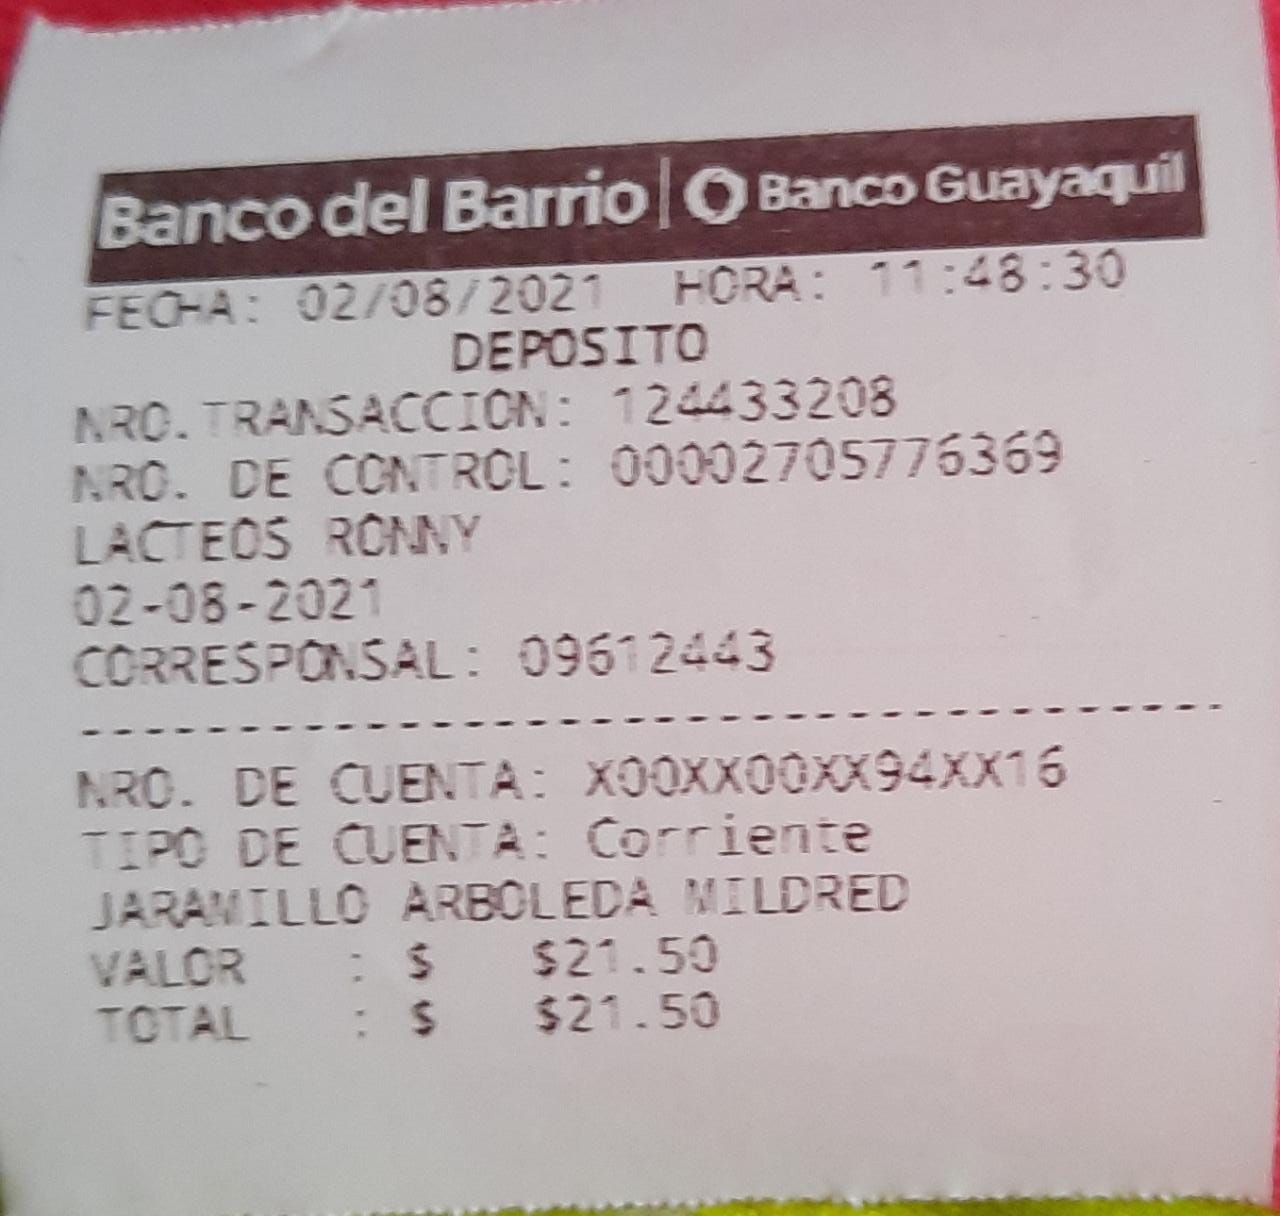 Banco del Barrio | Banco Guayaquil
FECHA: 02/08/2021 HORA: 11:48:30
DEPOSITO
NRO.TRANSACCION: 124433208
NRO. DE CONTROL: 00002705776369
LACTEOS RONNY
02-08-2021
CORRESPONSAL: 09612443
----------------------------------------
NRO. DE CUENTA: X00XX00XX94XX16
TIPO DE CUENTA: Corriente
JARAMILLO ARBOLEDA MILDRED
VALOR : $ $21.50
TOTAL : $ $21.50